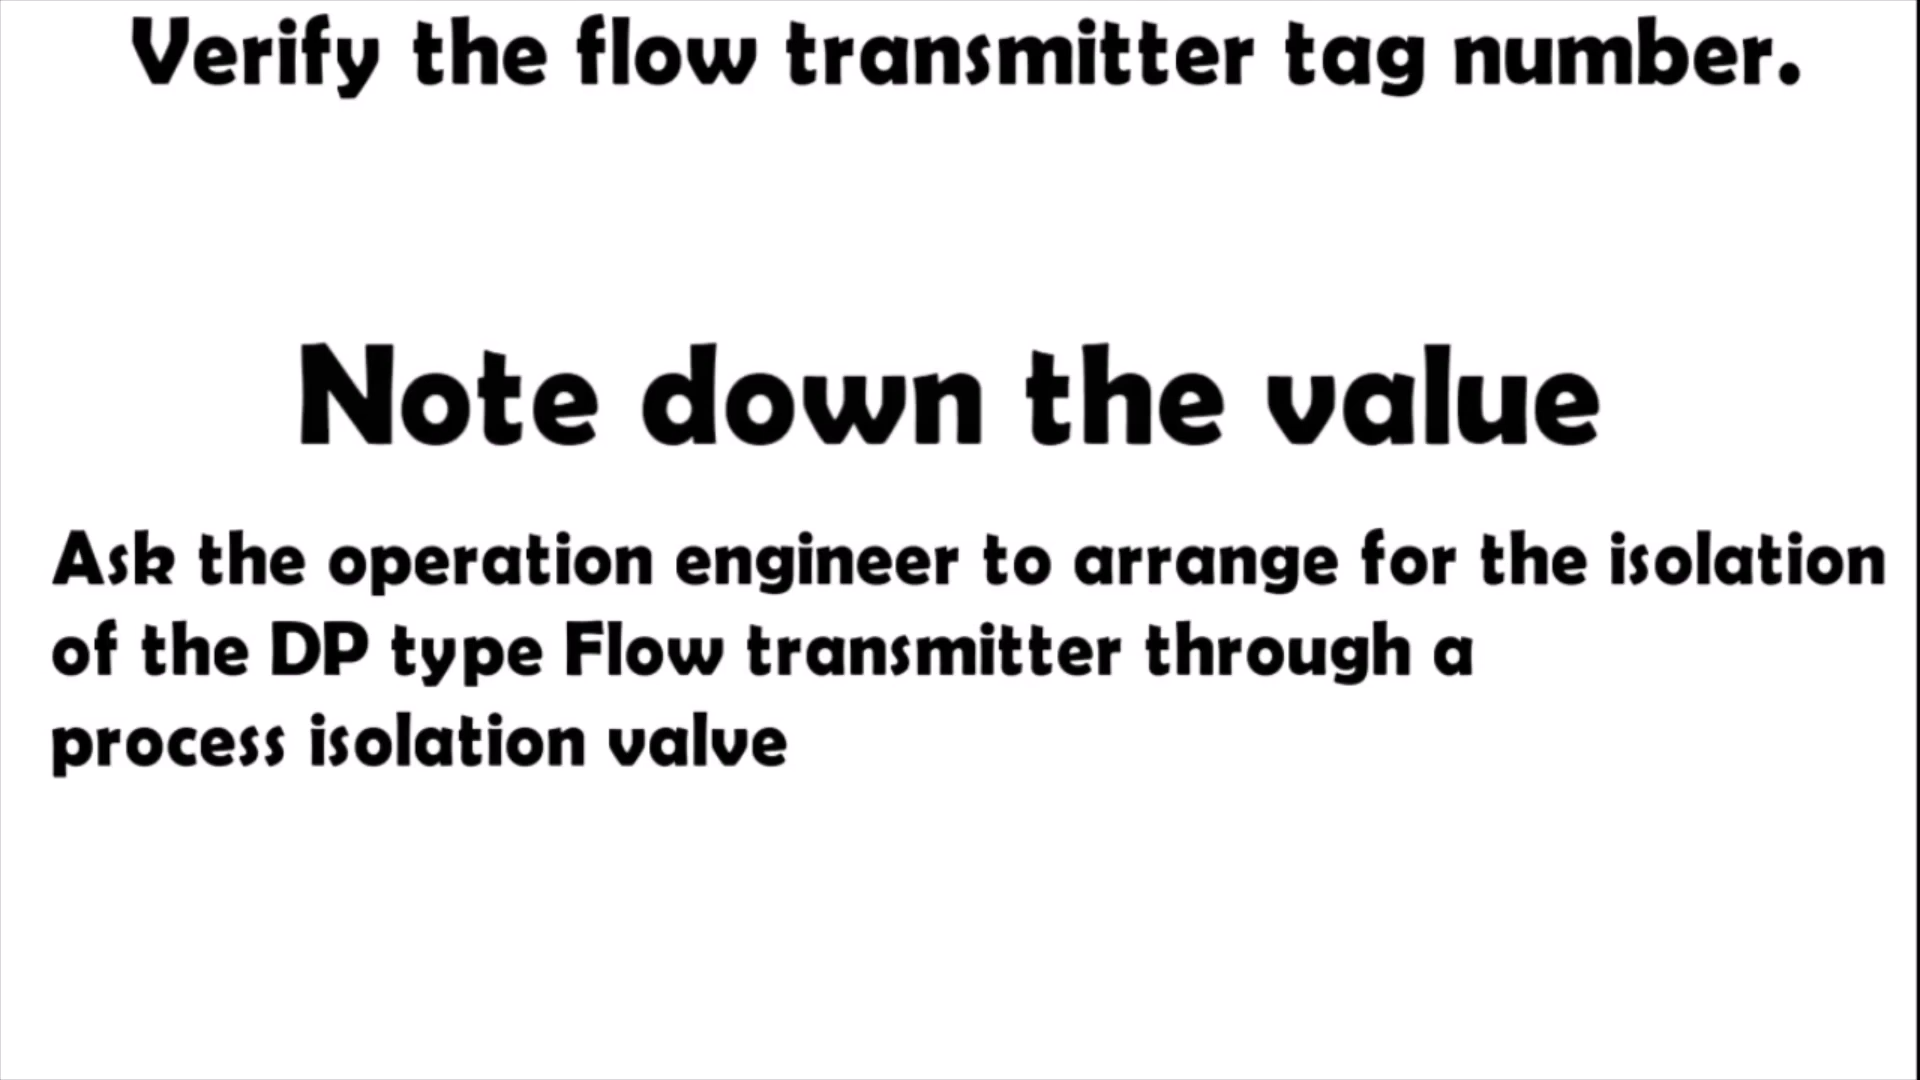 Verify the flow transmitter tag number.
Note down the value
Ask the operation engineer to arrange for the isolation
of the DP type Flow transmitter through a
process isolation valve